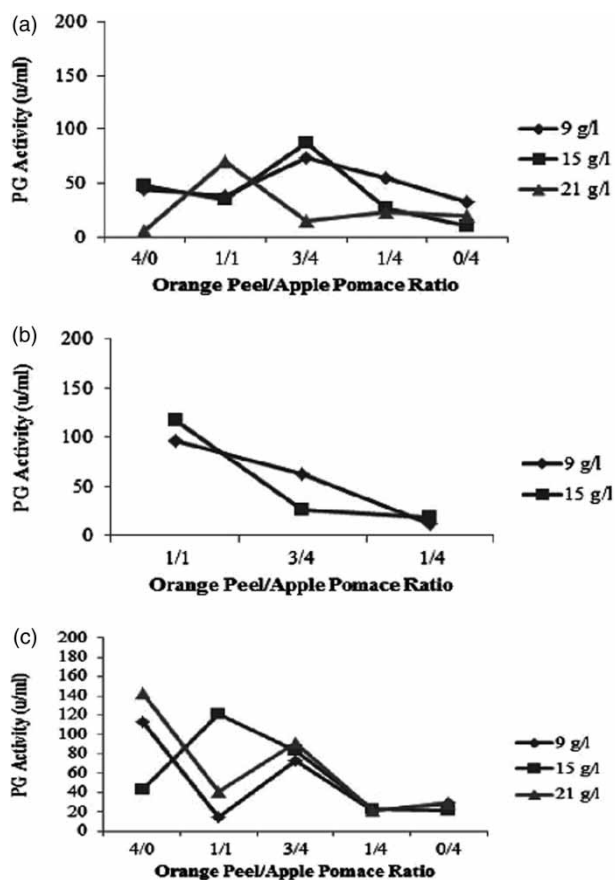 (a)
200
150
100
50
0
PG Activity (u/ml)
4/0 1/1 3/4 1/4 0/4
Orange Peel/Apple Pomace Ratio
9 g/l
15 g/l
21 g/l
(b)
200
150
100
50
0
PG Activity (u/ml)
1/1 3/4 1/4
Orange Peel/Apple Pomace Ratio
9 g/l
15 g/l
(c)
200
180
160
140
120
100
80
60
40
20
0
PG Activity (u/ml)
4/0 1/1 3/4 1/4 0/4
Orange Peel/Apple Pomace Ratio
9 g/l
15 g/l
21 g/l